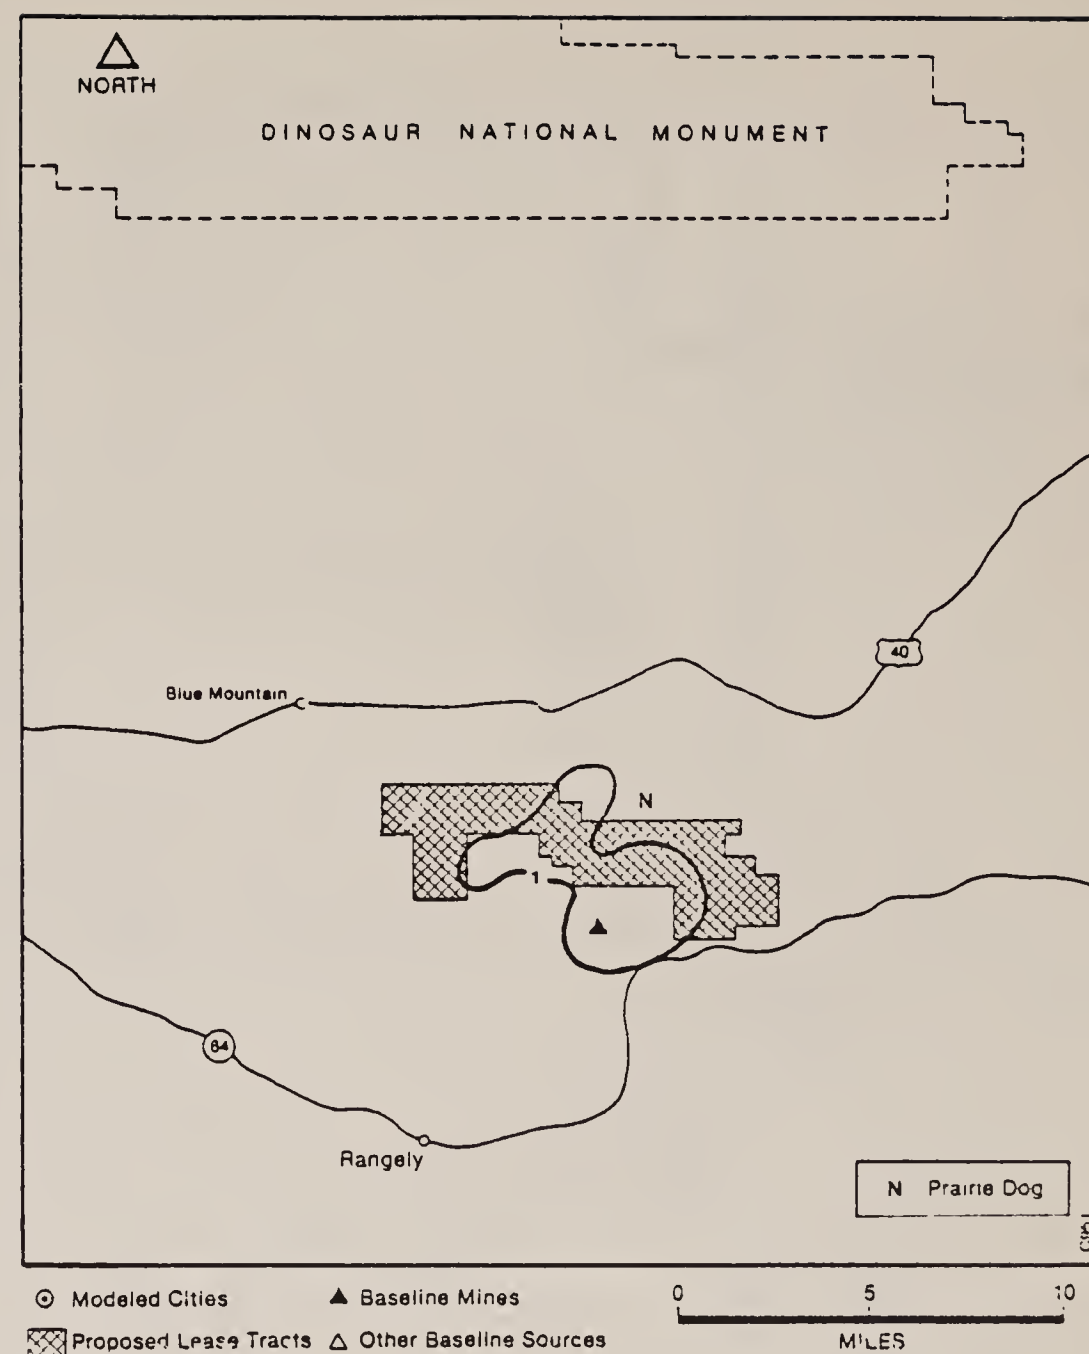 NORTH
DINOSAUR NATIONAL MONUMENT
40
Blue Mountain
N
1
64
Rangely
N Prairie Dog
Modeled Cities
Baseline Mines
0 5 10
Proposed Lease Tracts
Other Baseline Sources
MILES